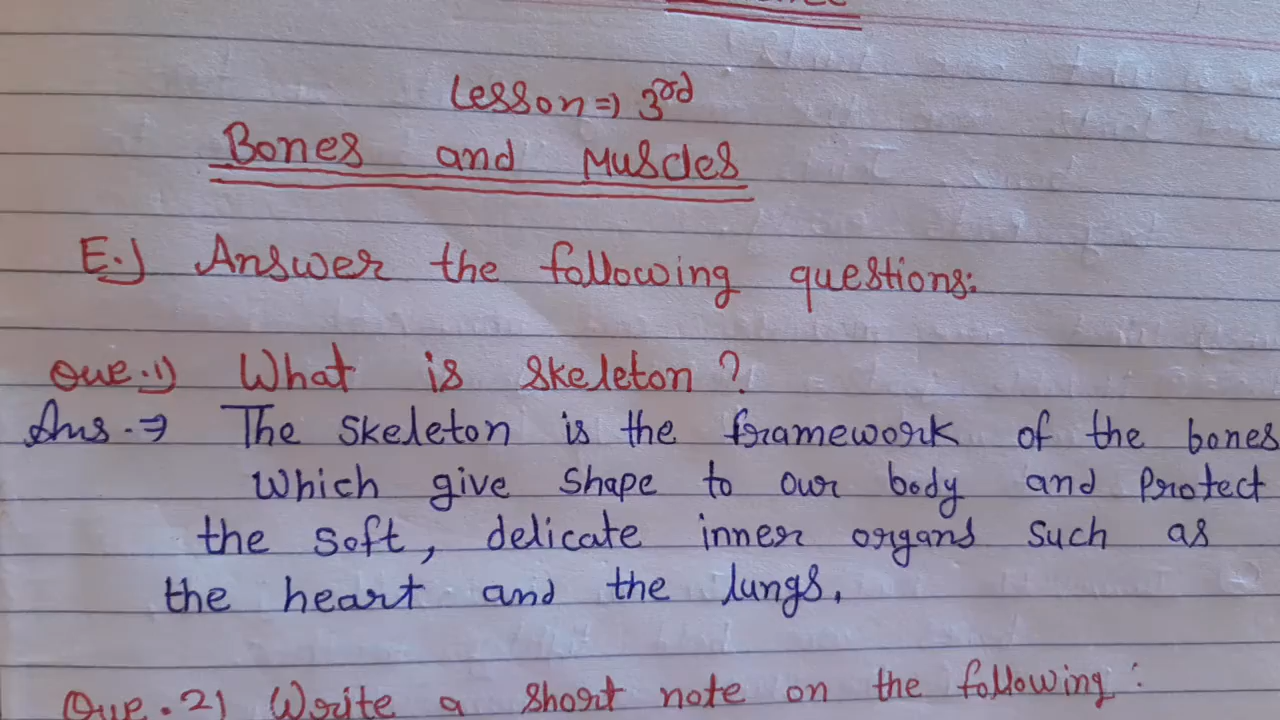 Lesson ⇒ 3rd
Bones and Muscles
E.) Answer the following questions:
Que.1) What is skeleton?
Ans.⇒ The skeleton is the framework of the bones
which give shape to our body and protect
the soft, delicate inner organs such as
the heart and the lungs.
Que.2) Write a short note on the following: